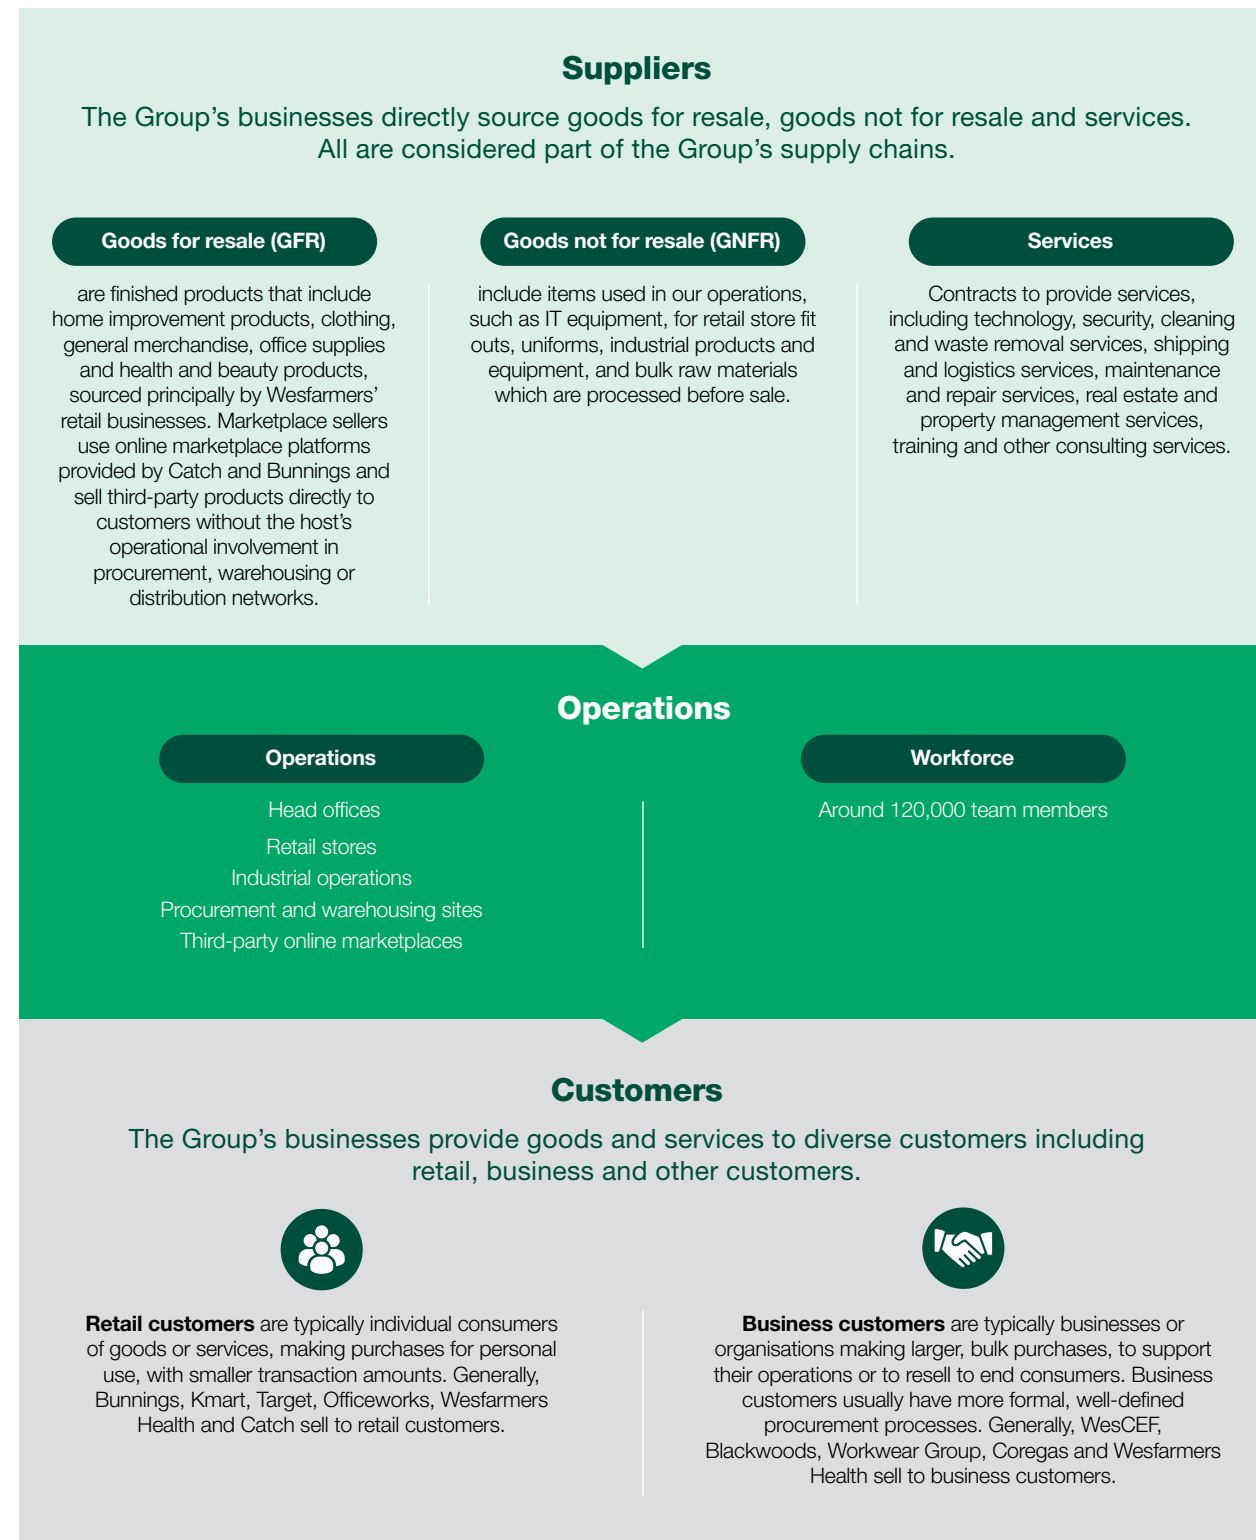 Suppliers
The Group's businesses directly source goods for resale, goods not for resale and services.
All are considered part of the Group's supply chains.
Goods for resale (GFR)
are finished products that include
home improvement products, clothing,
general merchandise, office supplies
and health and beauty products,
sourced principally by Wesfarmers'
retail businesses. Marketplace sellers
use online marketplace platforms
provided by Catch and Bunnings and
sell third-party products directly to
customers without the host's
operational involvement in
procurement, warehousing or
distribution networks.
Goods not for resale (GNFR)
include items used in our operations,
such as IT equipment, for retail store fit
outs, uniforms, industrial products and
equipment, and bulk raw materials
which are processed before sale.
Services
Contracts to provide services,
including technology, security, cleaning
and waste removal services, shipping
and logistics services, maintenance
and repair services, real estate and
property management services,
training and other consulting services.
Operations
Operations
Head offices
Retail stores
Industrial operations
Procurement and warehousing sites
Third-party online marketplaces
Workforce
Around 120,000 team members
Customers
The Group's businesses provide goods and services to diverse customers including
retail, business and other customers.
Retail customers are typically individual consumers
of goods or services, making purchases for personal
use, with smaller transaction amounts. Generally,
Bunnings, Kmart, Target, Officeworks, Wesfarmers
Health and Catch sell to retail customers.
Business customers are typically businesses or
organisations making larger, bulk purchases, to support
their operations or to resell to end consumers. Business
customers usually have more formal, well-defined
procurement processes. Generally, WesCEF,
Blackwoods, Workwear Group, Coregas and Wesfarmers
Health sell to business customers.